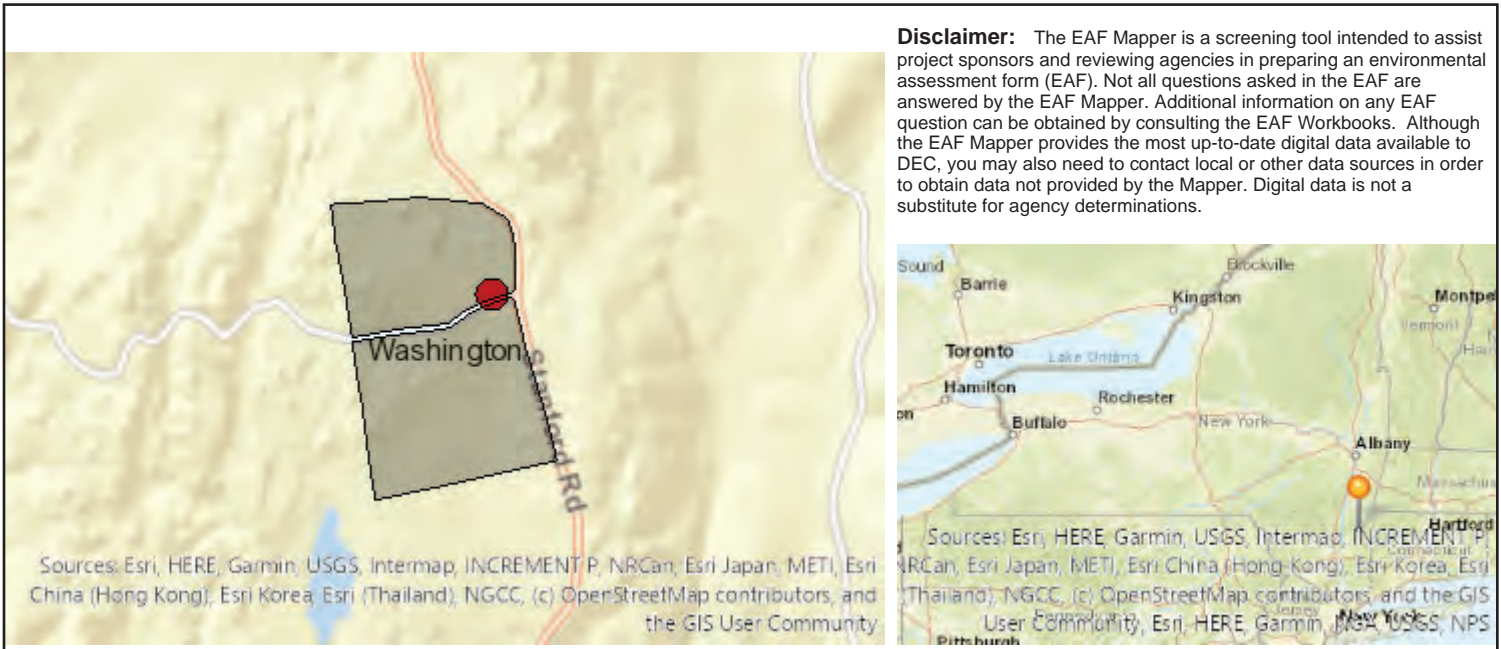 Disclaimer: The EAF Mapper is a screening tool intended to assist
project sponsors and reviewing agencies in preparing an environmental
assessment form (EAF). Not all questions asked in the EAF are
answered by the EAF Mapper. Additional information on any EAF
question can be obtained by consulting the EAF Workbooks. Although
the EAF Mapper provides the most up-to-date digital data available to
DEC, you may also need to contact local or other data sources in order
to obtain data not provided by the Mapper. Digital data is not a
substitute for agency determinations.
Washington
Stanford Rd
Sources: Esri, HERE, Garmin, USGS, Intermap, INCREMENT P, NRCan, Esri Japan, METI, Esri
China (Hong Kong), Esri Korea, Esri (Thailand), NGCC, (c) OpenStreetMap contributors, and
the GIS User Community
Sound
Barrie
Brockville
Kingston
Montpel
Vermont
Toronto
Lake Ontario
Hamilton
Rochester
Buffalo
New York
Albany
Massachus
Hartford
Connecticut
Sources: Esri, HERE, Garmin, USGS, Intermap, INCREMENT P,
NRCan, Esri Japan, METI, Esri China (Hong Kong), Esri Korea, Esri
(Thailand), NGCC, (c) OpenStreetMap contributors, and the GIS
User Community, Esri, HERE, Garmin, NGA, USGS, NPS
Pennsylvania
New York
Pittsburgh